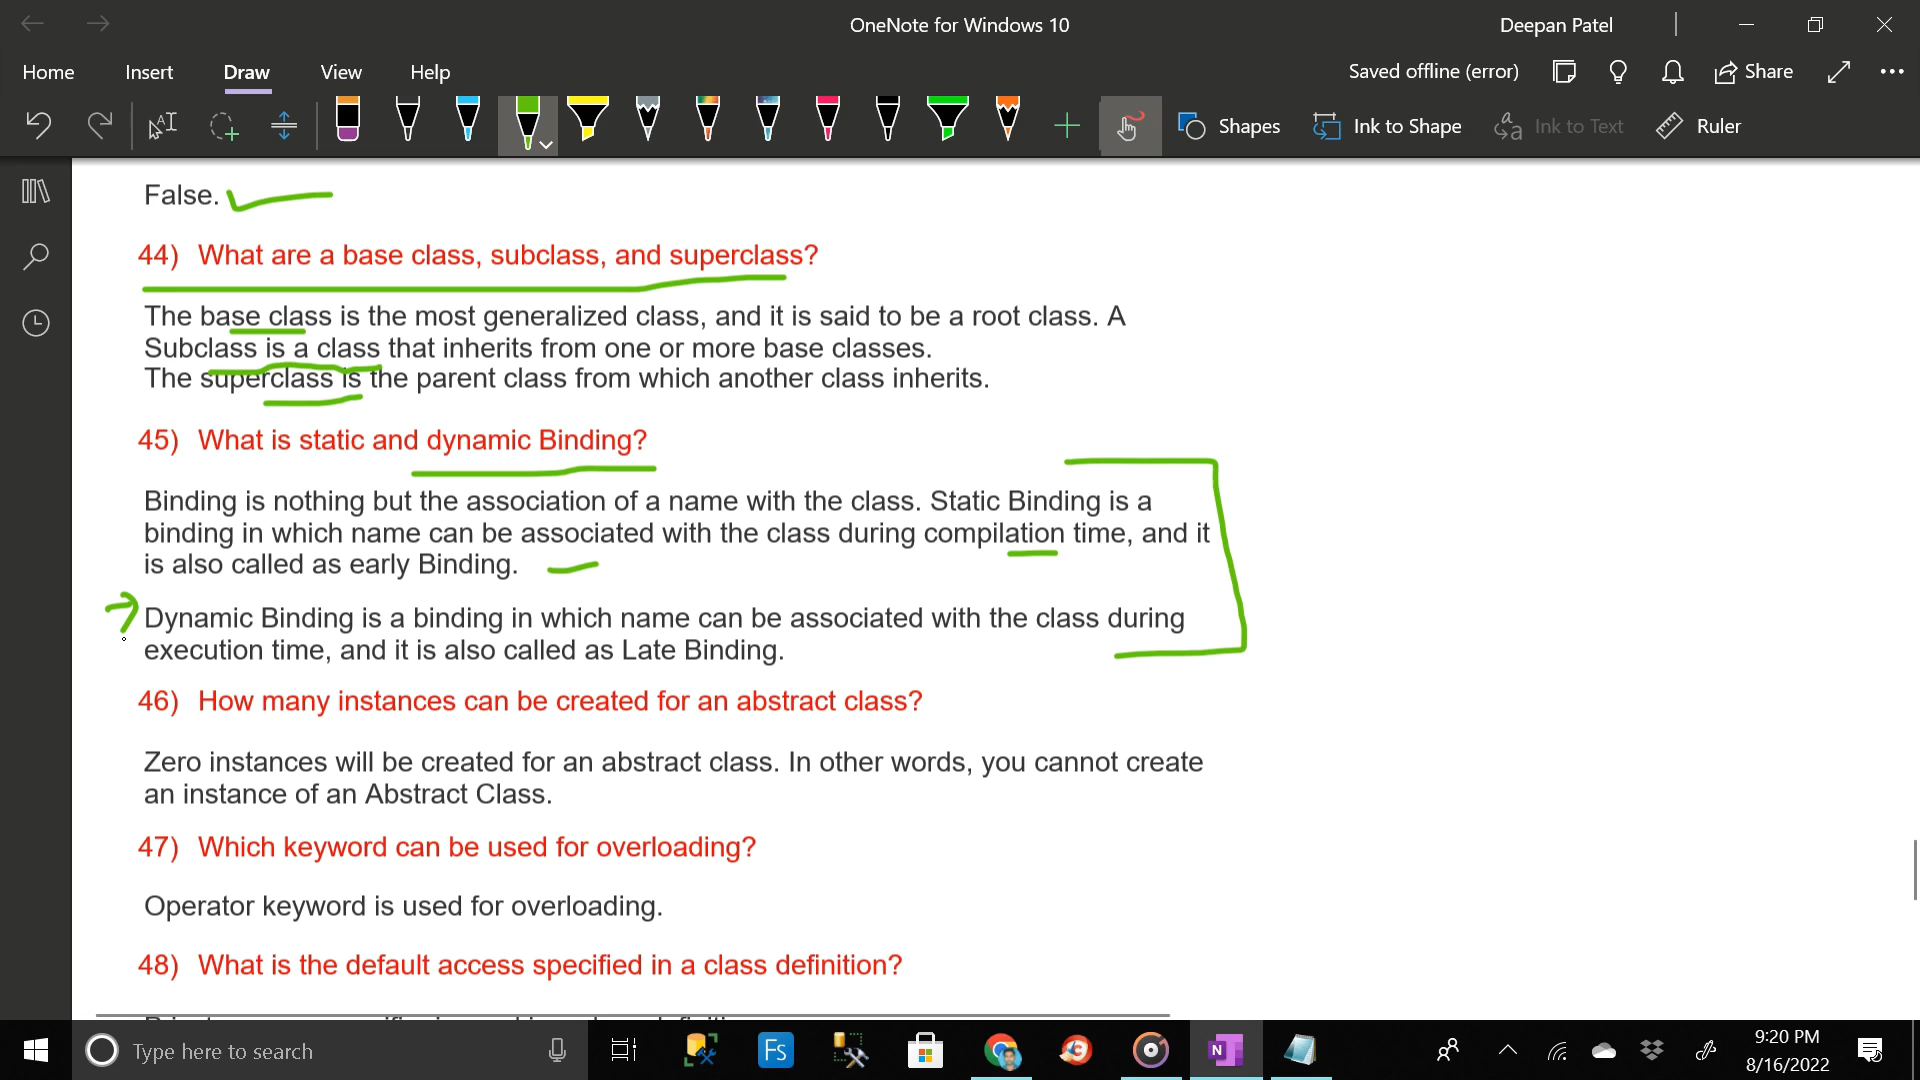 OneNote for Windows 10
Deepan Patel
Home Insert Draw View Help
Saved offline (error)
Share
Shapes
Ink to Shape
Ink to Text
Ruler
False.
44) What are a base class, subclass, and superclass?
The base class is the most generalized class, and it is said to be a root class. A
Subclass is a class that inherits from one or more base classes.
The superclass is the parent class from which another class inherits.
45) What is static and dynamic Binding?
Binding is nothing but the association of a name with the class. Static Binding is a
binding in which name can be associated with the class during compilation time, and it
is also called as early Binding.
Dynamic Binding is a binding in which name can be associated with the class during
execution time, and it is also called as Late Binding.
46) How many instances can be created for an abstract class?
Zero instances will be created for an abstract class. In other words, you cannot create
an instance of an Abstract Class.
47) Which keyword can be used for overloading?
Operator keyword is used for overloading.
48) What is the default access specified in a class definition?
Type here to search
Fs
N
9:20 PM
8/16/2022